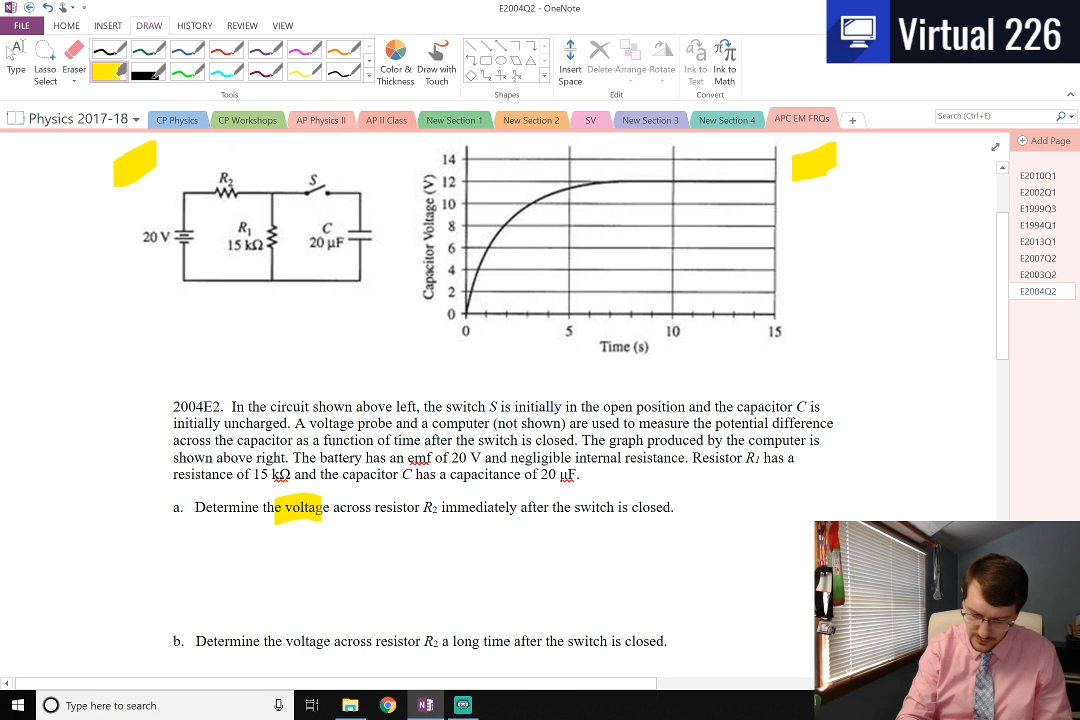 E2004Q2 - OneNote
Virtual 226
FILE HOME INSERT DRAW HISTORY REVIEW VIEW
Type Lasso Select Eraser Color & Thickness Draw with Touch Insert Space Delete Arrange Rotate Ink to Text Ink to Math
Tools Shapes Edit Convert
Physics 2017-18 CP Physics CP Workshops AP Physics II AP II Class New Section 1 New Section 2 SV New Section 3 New Section 4 APC EM FRQs + Search (Ctrl+E)
Add Page
E2010Q1
E2002Q1
E1999Q3
E1994Q1
E2013Q1
E2007Q2
E2003Q2
E2004Q2
R2
S
20 V
R1
15 kΩ
C
20 μF
Capacitor Voltage (V)
14
12
10
8
6
4
2
0
0 5 10 15
Time (s)
2004E2. In the circuit shown above left, the switch S is initially in the open position and the capacitor C is
initially uncharged. A voltage probe and a computer (not shown) are used to measure the potential difference
across the capacitor as a function of time after the switch is closed. The graph produced by the computer is
shown above right. The battery has an emf of 20 V and negligible internal resistance. Resistor R1 has a
resistance of 15 kΩ and the capacitor C has a capacitance of 20 μF.
a. Determine the voltage across resistor R2 immediately after the switch is closed.
b. Determine the voltage across resistor R2 a long time after the switch is closed.
Type here to search